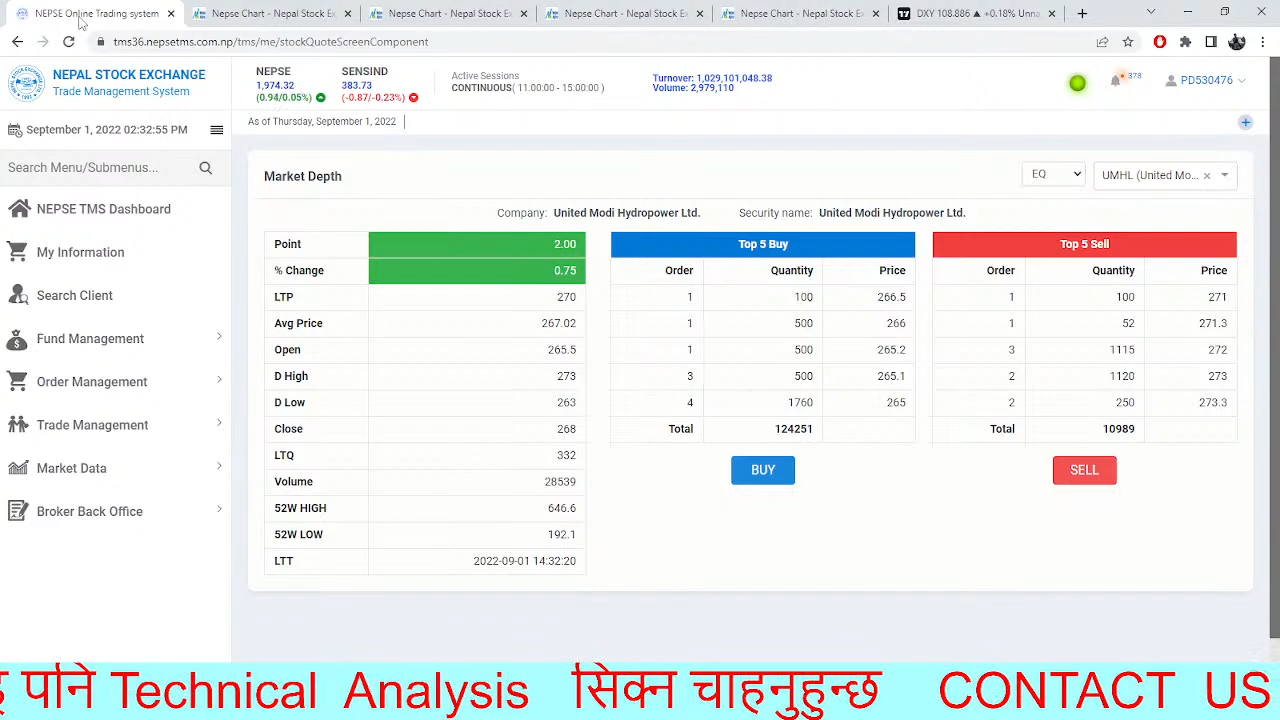 NEPSE Online Trading system
Nepse Chart - Nepal Stock Ex
Nepse Chart - Nepal Stock Ex
Nepse Chart - Nepal Stock Ex
Nepse Chart - Nepal Stock Ex
DXY 108.886 ▲ +0.18% Unna
tms36.nepsetms.com.np/tms/me/stockQuoteScreenComponent
NEPAL STOCK EXCHANGE
Trade Management System
NEPSE
1,974.32
(0.94/0.05%)
SENSIND
383.73
(-0.87/-0.23%)
Active Sessions
CONTINUOUS( 11:00:00 - 15:00:00 )
Turnover: 1,029,101,048.38
Volume: 2,979,110
378
PD530476
September 1, 2022 02:32:55 PM
As of Thursday, September 1, 2022
Search Menu/Submenus...
NEPSE TMS Dashboard
My Information
Search Client
Fund Management
Order Management
Trade Management
Market Data
Broker Back Office
Market Depth
EQ
UMHL (United Mo...
Company: United Modi Hydropower Ltd. Security name: United Modi Hydropower Ltd.
Point 2.00
% Change 0.75
LTP 270
Avg Price 267.02
Open 265.5
D High 273
D Low 263
Close 268
LTQ 332
Volume 28539
52W HIGH 646.6
52W LOW 192.1
LTT 2022-09-01 14:32:20
Top 5 Buy
Order Quantity Price
1 100 266.5
1 500 266
1 500 265.2
3 500 265.1
4 1760 265
Total 124251
BUY
Top 5 Sell
Order Quantity Price
1 100 271
1 52 271.3
3 1115 272
2 1120 273
2 250 273.3
Total 10989
SELL
पनि Technical Analysis सिक्न चाहनुहुन्छ CONTACT US